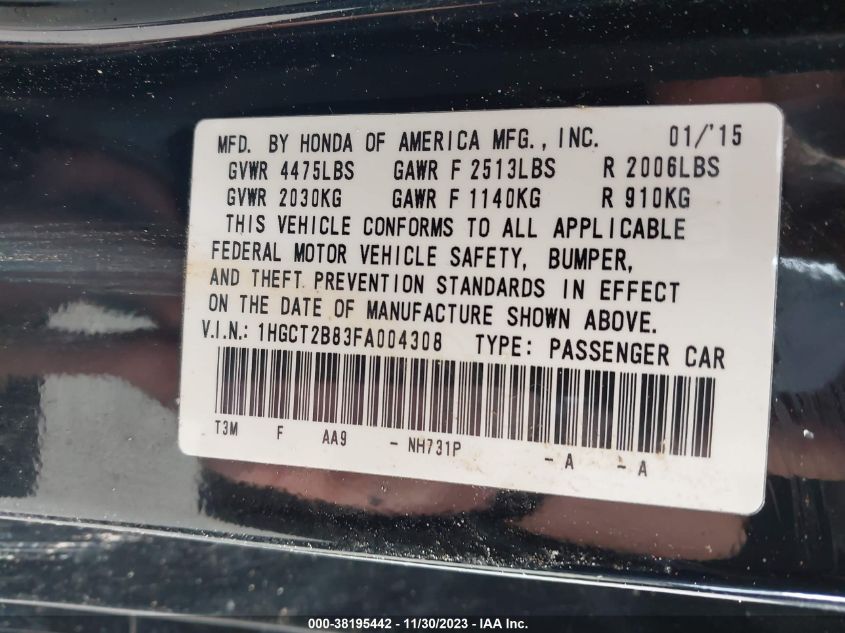 MFD. BY HONDA OF AMERICA MFG., INC. 01/'15
GVWR 4475LBS GAWR F 2513LBS R 2006LBS
GVWR 2030KG GAWR F 1140KG R 910KG
THIS VEHICLE CONFORMS TO ALL APPLICABLE
FEDERAL MOTOR VEHICLE SAFETY, BUMPER,
AND THEFT PREVENTION STANDARDS IN EFFECT
ON THE DATE OF MANUFACTURE SHOWN ABOVE.
V.I.N.: 1HGCT2B83FA004308 TYPE: PASSENGER CAR
T3M F AA9 - NH731P - A - A
000-38195442 - 11/30/2023 - IAA Inc.